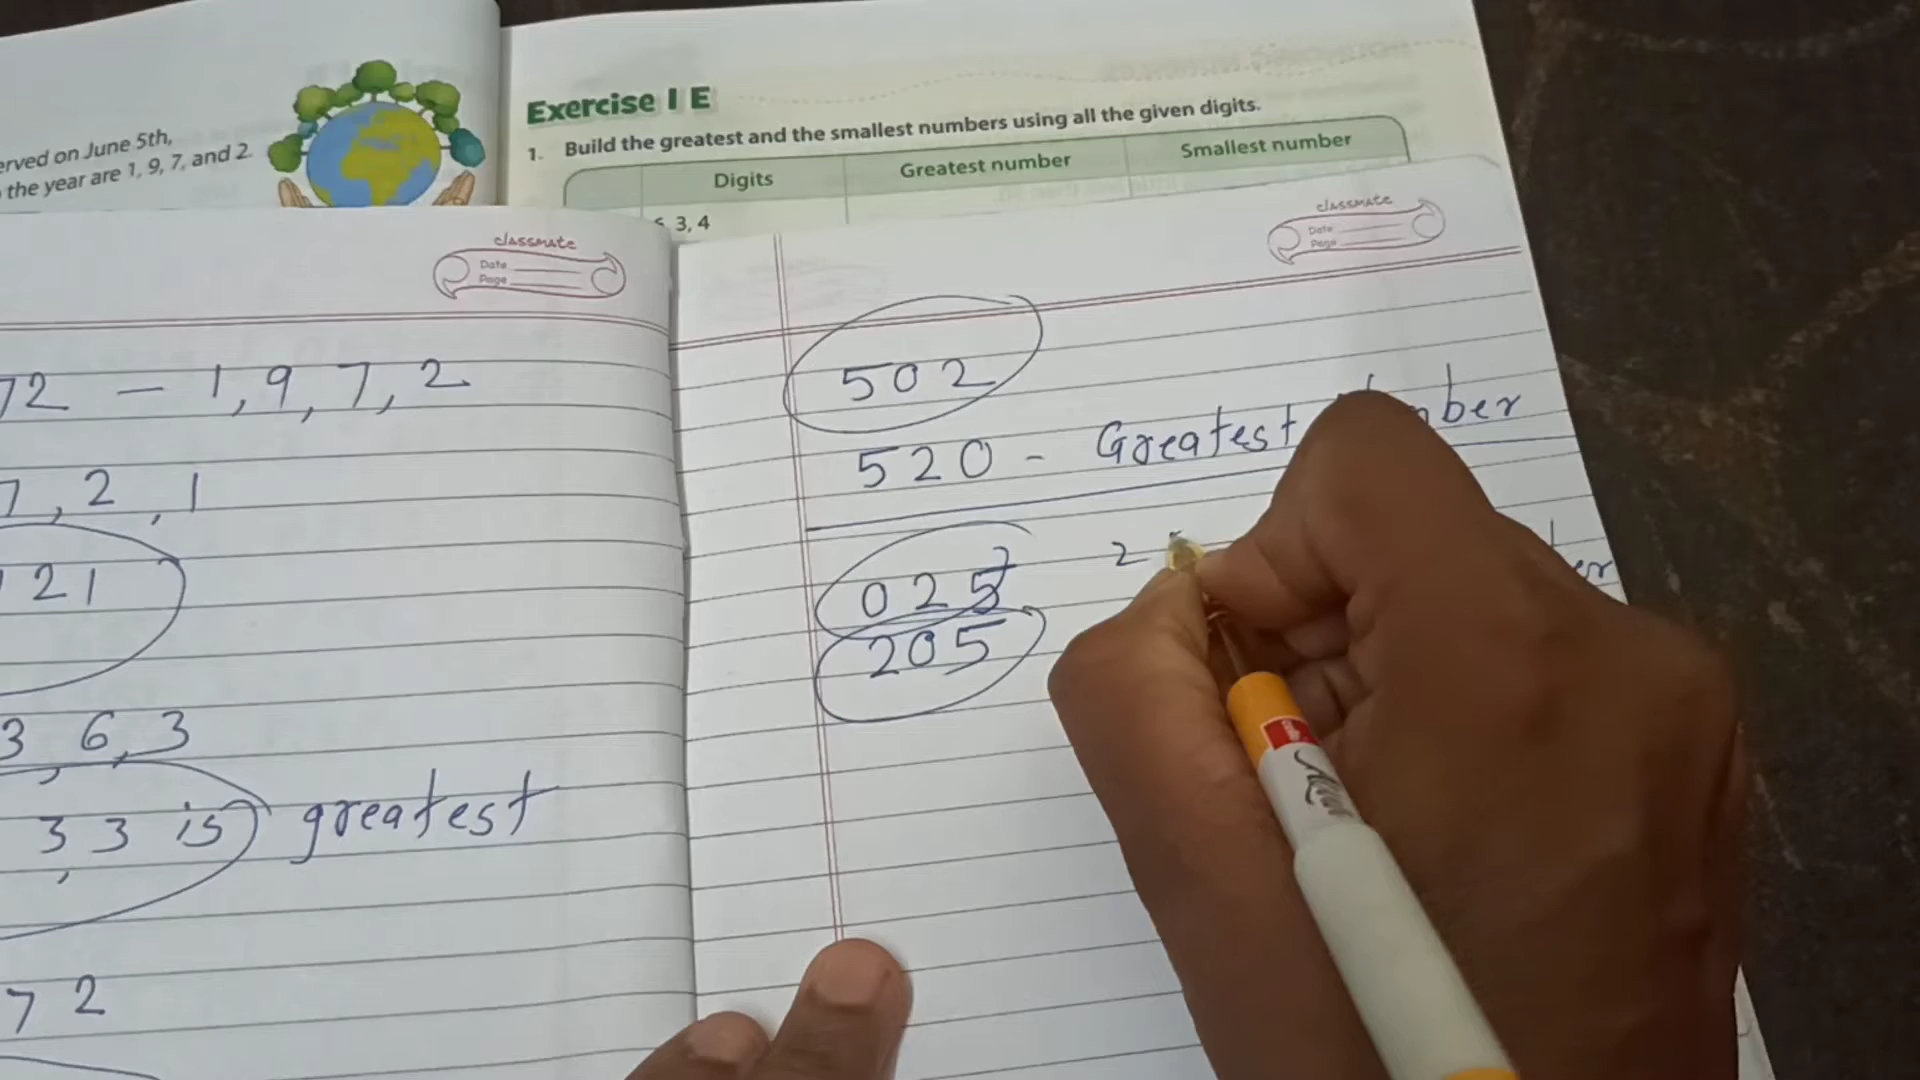 erved on June 5th,
the year are 1, 9, 7, and 2.
Exercise 1 E
1. Build the greatest and the smallest numbers using all the given digits.
Digits Greatest number Smallest number
3, 4
classmate
Date
Page
72 - 1, 9, 7, 2
7, 2, 1
21
3, 6, 3
3, 3 is greatest
72
classmate
Date
Page
502
520 - Greatest ber
025 2
205